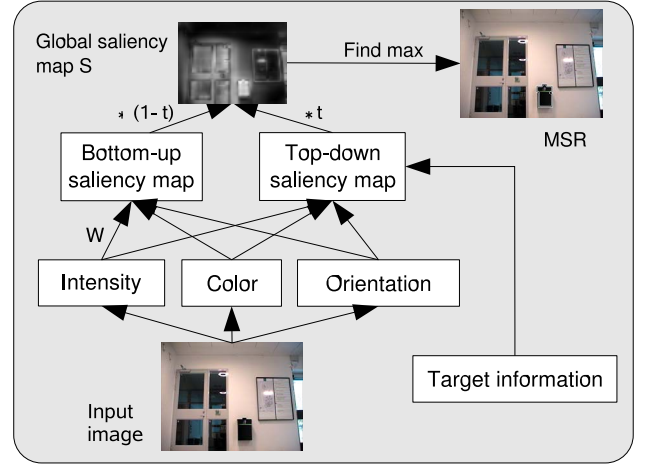 Global saliency
map S
Find max
MSR
* (1- t)
* t
Bottom-up
saliency map
Top-down
saliency map
W
Intensity
Color
Orientation
Target information
Input
image